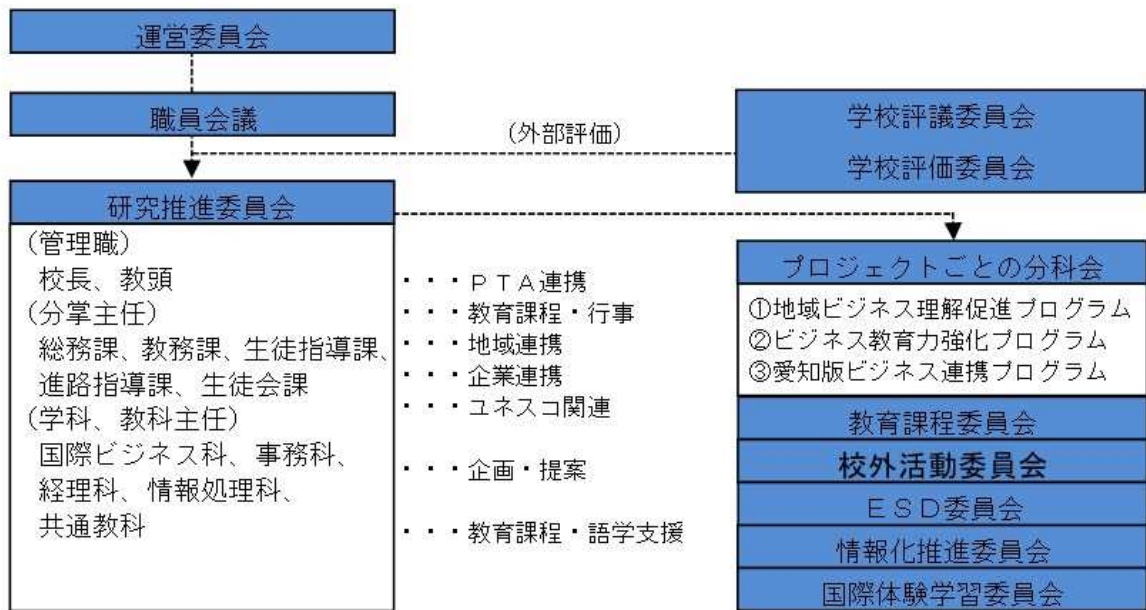 運営委員会
職員会議
(外部評価)
学校評議委員会
学校評価委員会
研究推進委員会
(管理職)
校長、教頭
(分掌主任)
総務課、教務課、生徒指導課、
進路指導課、生徒会課
(学科、教科主任)
国際ビジネス科、事務科、
経理科、情報処理科、
共通教科
・・・ＰＴＡ連携
・・・教育課程・行事
・・・地域連携
・・・企業連携
・・・ユネスコ関連
・・・企画・提案
・・・教育課程・語学支援
プロジェクトごとの分科会
①地域ビジネス理解促進プログラム
②ビジネス教育力強化プログラム
③愛知版ビジネス連携プログラム
教育課程委員会
校外活動委員会
ＥＳＤ委員会
情報化推進委員会
国際体験学習委員会